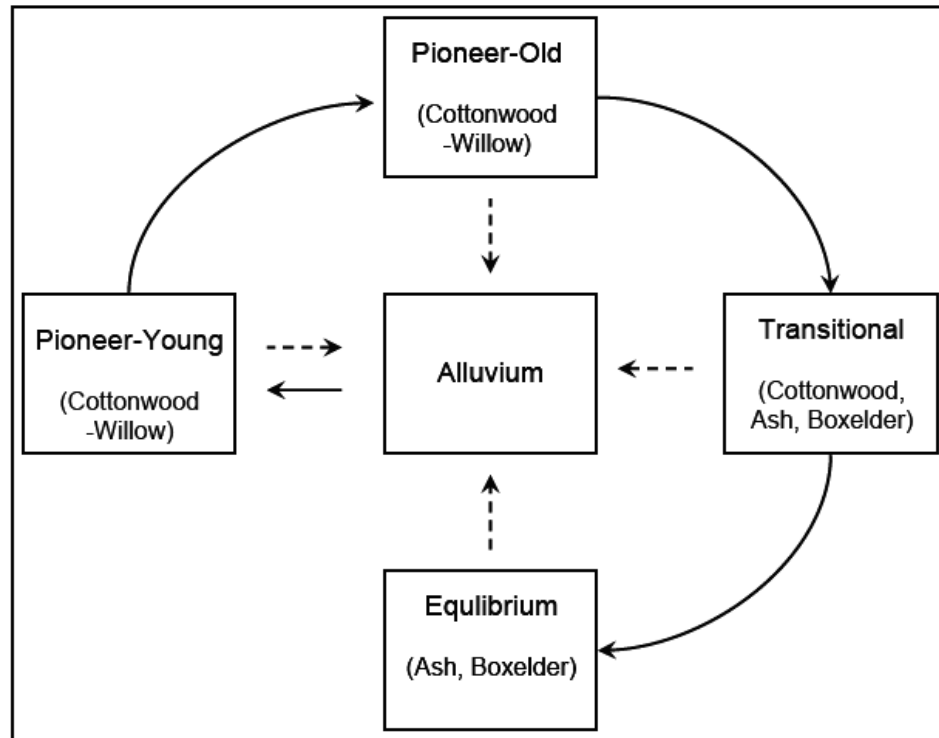 Pioneer-Old
(Cottonwood
-Willow)
Pioneer-Young
(Cottonwood
-Willow)
Alluvium
Transitional
(Cottonwood,
Ash, Boxelder)
Equlibrium
(Ash, Boxelder)